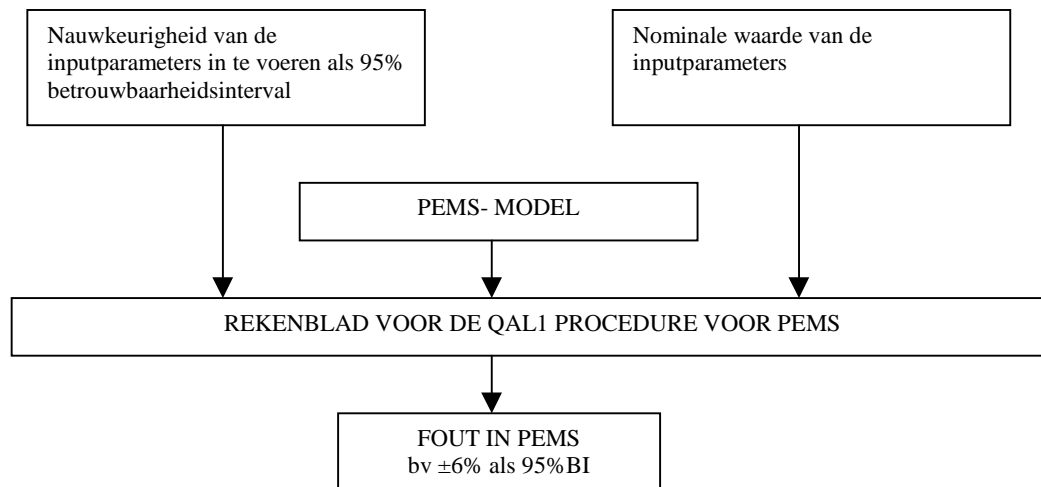 Nauwkeurigheid van de
inputparameters in te voeren als 95%
betrouwbaarheidsinterval
Nominale waarde van de
inputparameters
PEMS- MODEL
REKENBLAD VOOR DE QAL1 PROCEDURE VOOR PEMS
FOUT IN PEMS
bv ±6% als 95%BI